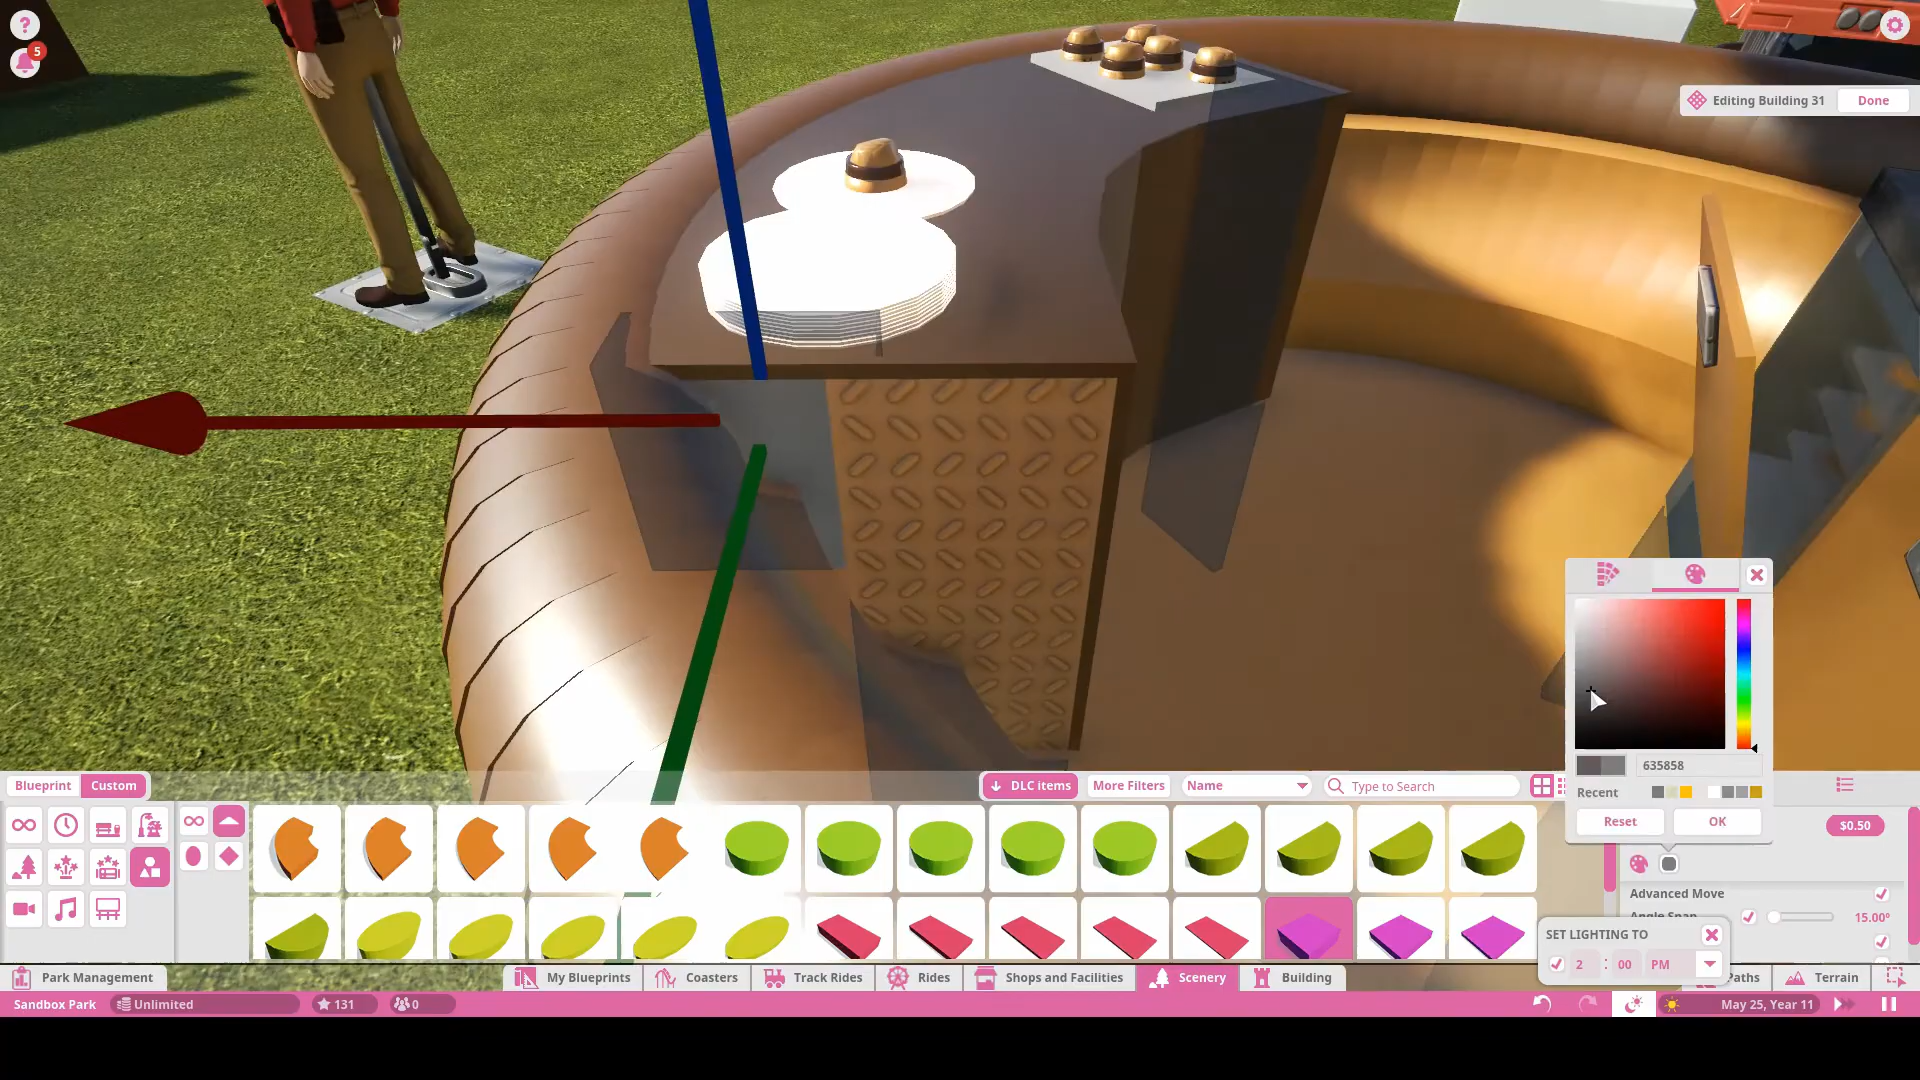 ?
5
Editing Building 31
Done
635858
Recent
Reset
OK
Blueprint
Custom
DLC items
More Filters
Name
Type to Search
$0.50
Advanced Move
15.00°
SET LIGHTING TO
2 : 00 PM
Park Management
My Blueprints
Coasters
Track Rides
Rides
Shops and Facilities
Scenery
Building
Paths
Terrain
Sandbox Park
Unlimited
131
0
May 25, Year 11